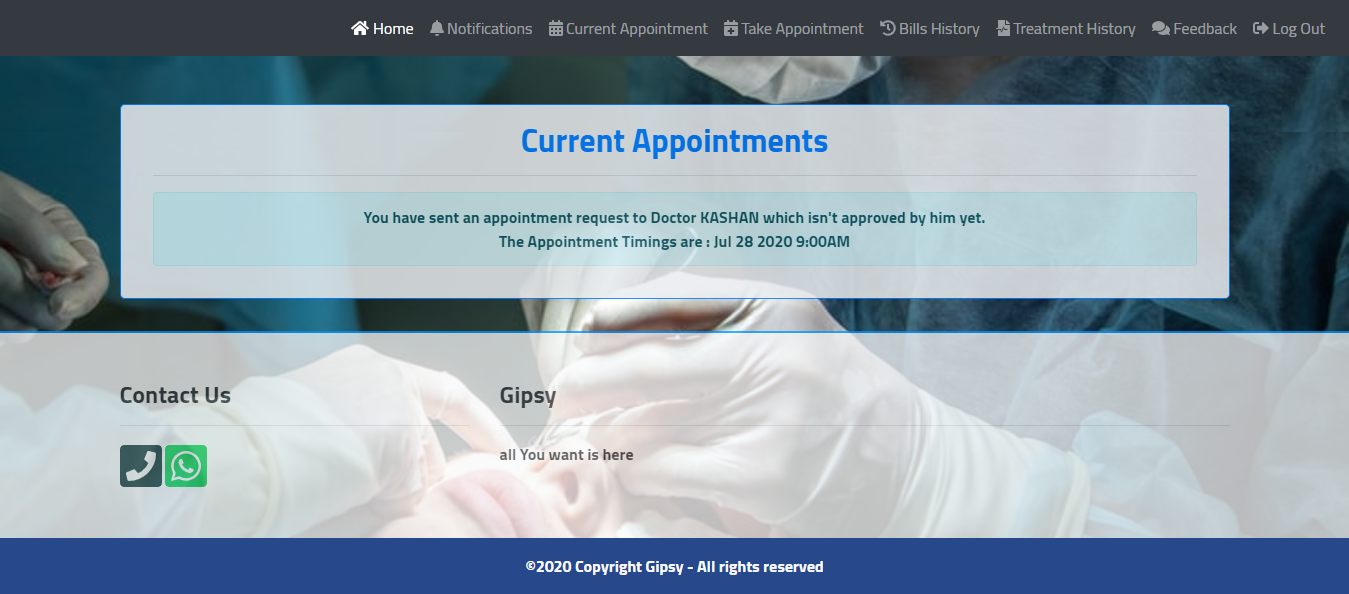 Home Notifications Current Appointment Take Appointment Bills History Treatment History Feedback Log Out
Current Appointments
You have sent an appointment request to Doctor KASHAN which isn't approved by him yet.
The Appointment Timings are : Jul 28 2020 9:00AM
Contact Us
Gipsy
all You want is here
©2020 Copyright Gipsy - All rights reserved